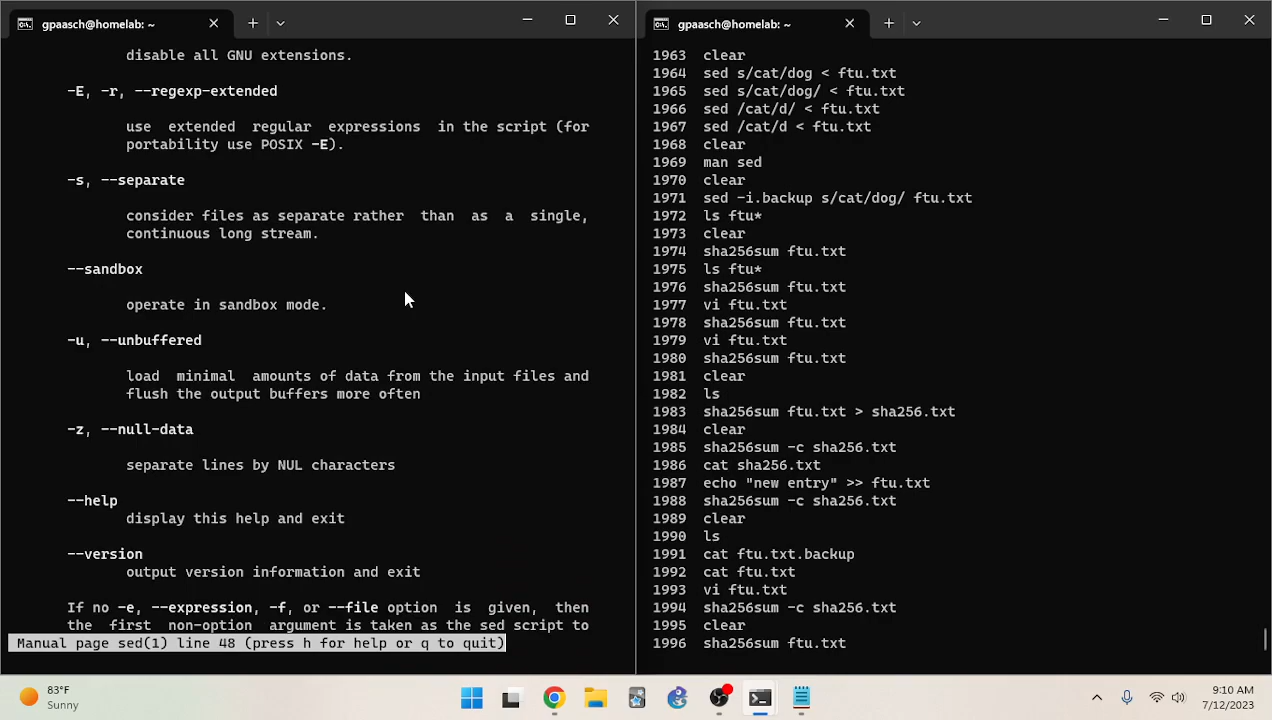 gpaasch@homelab: ~
disable all GNU extensions.
-E, -r, --regexp-extended
use extended regular expressions in the script (for
portability use POSIX -E).
-s, --separate
consider files as separate rather than as a single,
continuous long stream.
--sandbox
operate in sandbox mode.
-u, --unbuffered
load minimal amounts of data from the input files and
flush the output buffers more often
-z, --null-data
separate lines by NUL characters
--help
display this help and exit
--version
output version information and exit
If no -e, --expression, -f, or --file option is given, then
the first non-option argument is taken as the sed script to
Manual page sed(1) line 48 (press h for help or q to quit)
gpaasch@homelab: ~
1963 clear
1964 sed s/cat/dog < ftu.txt
1965 sed s/cat/dog/ < ftu.txt
1966 sed /cat/d/ < ftu.txt
1967 sed /cat/d < ftu.txt
1968 clear
1969 man sed
1970 clear
1971 sed -i.backup s/cat/dog/ ftu.txt
1972 ls ftu*
1973 clear
1974 sha256sum ftu.txt
1975 ls ftu*
1976 sha256sum ftu.txt
1977 vi ftu.txt
1978 sha256sum ftu.txt
1979 vi ftu.txt
1980 sha256sum ftu.txt
1981 clear
1982 ls
1983 sha256sum ftu.txt > sha256.txt
1984 clear
1985 sha256sum -c sha256.txt
1986 cat sha256.txt
1987 echo "new entry" >> ftu.txt
1988 sha256sum -c sha256.txt
1989 clear
1990 ls
1991 cat ftu.txt.backup
1992 cat ftu.txt
1993 vi ftu.txt
1994 sha256sum -c sha256.txt
1995 clear
1996 sha256sum ftu.txt
83°F
Sunny
9:10 AM
7/12/2023